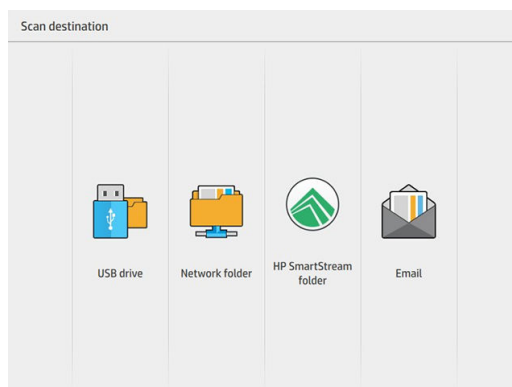 Scan destination
USB drive
Network folder
HP SmartStream
folder
Email